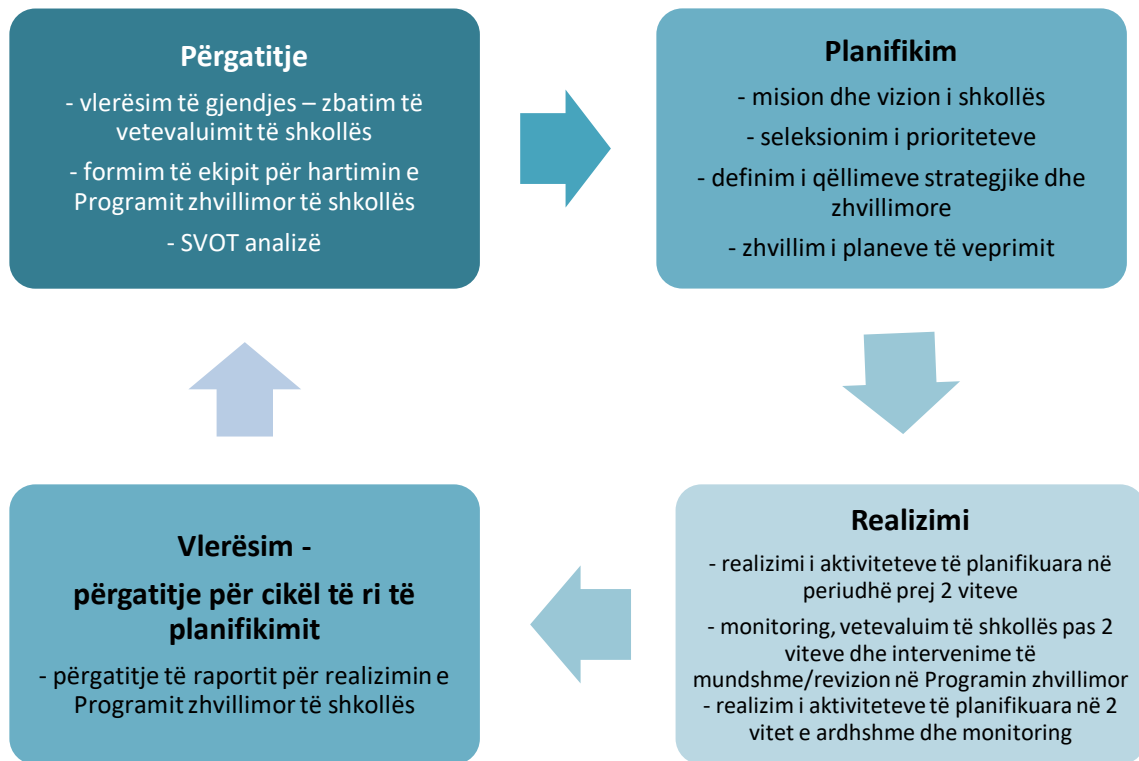 Përgatitje
- vlerësim të gjendjes – zbatim të
vetevaluimit të shkollës
- formim të ekipit për hartimin e
Programit zhvillimor të shkollës
- SVOT analizë
Planifikim
- mision dhe vizion i shkollës
- seleksionim i prioriteteve
- definim i qëllimeve strategjike dhe
zhvillimore
- zhvillim i planeve të veprimit
Realizimi
- realizimi i aktiviteteve të planifikuara në
periudhë prej 2 viteve
- monitoring, vetevaluim të shkollës pas 2
viteve dhe intervenime të
mundshme/revizion në Programin zhvillimor
- realizim i aktiviteteve të planifikuara në 2
vitet e ardhshme dhe monitoring
Vlerësim -
përgatitje për cikël të ri të
planifikimit
- përgatitje të raportit për realizimin e
Programit zhvillimor të shkollës